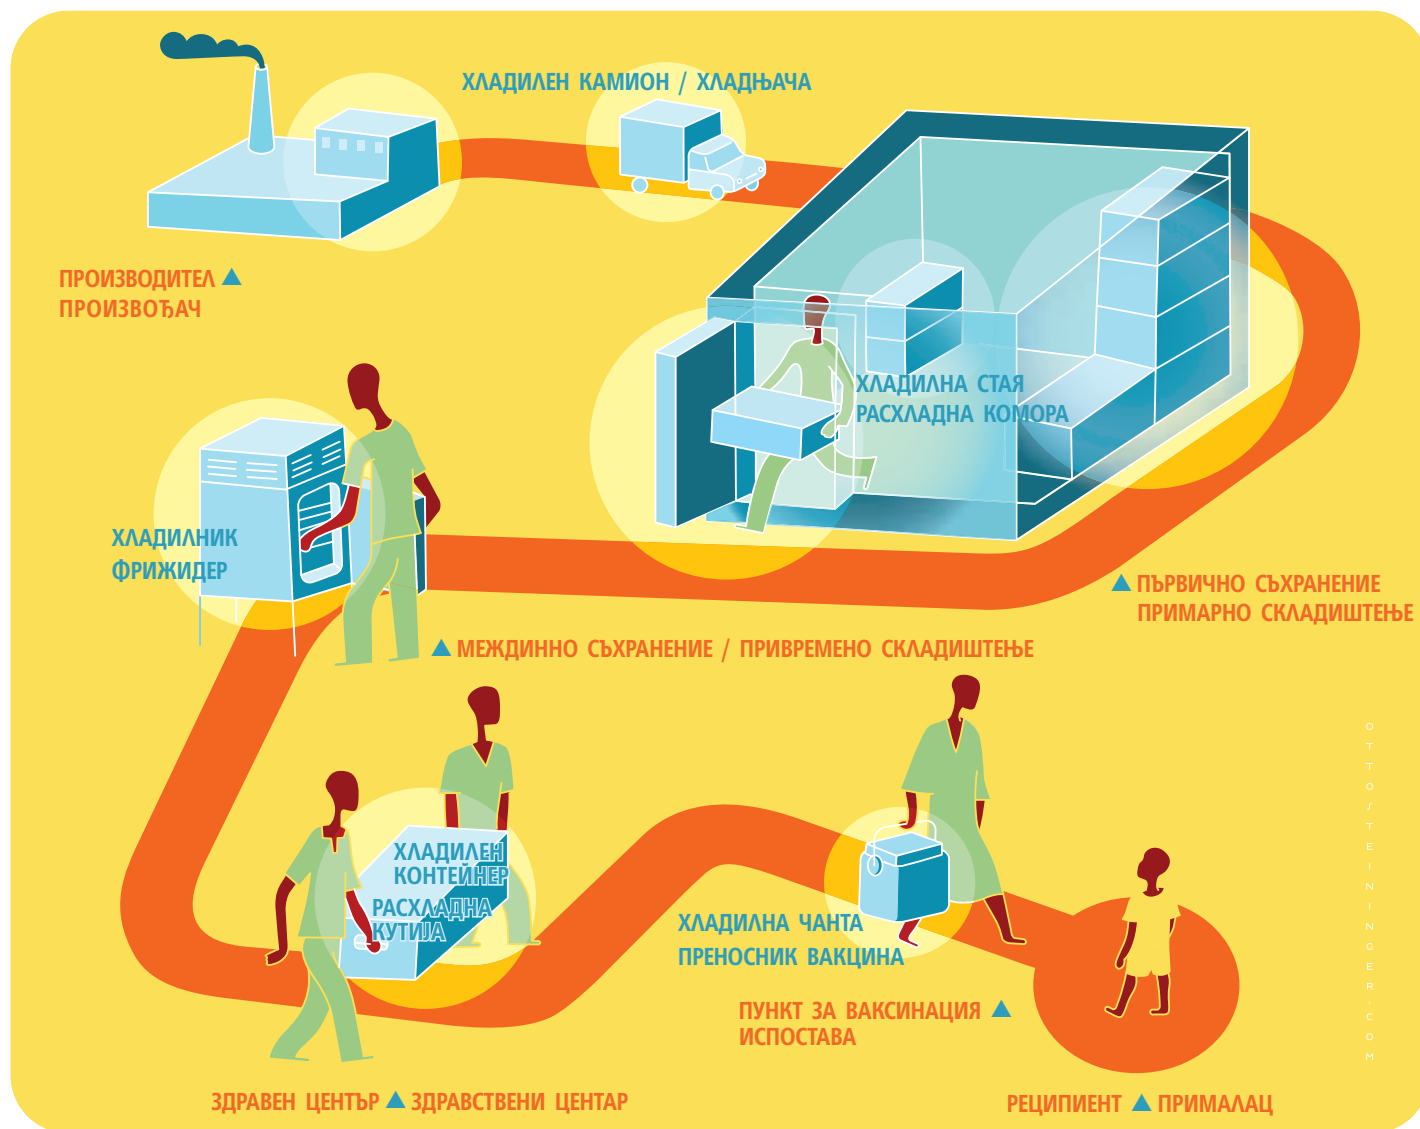 ХЛАДИЛЕН КАМИОН / ХЛАДЊАЧА
ПРОИЗВОДИТЕЛ
ПРОИЗВОЂАЧ
ХЛАДИЛНА СТАЯ
РАСХЛАДНА КОМОРА
ХЛАДИЛНИК
ФРИЖИДЕР
ПЪРВИЧНО СЪХРАНЕНИЕ
ПРИМАРНО СКЛАДИШТЕЊЕ
МЕЖДИННО СЪХРАНЕНИЕ / ПРИВРЕМЕНО СКЛАДИШТЕЊЕ
ХЛАДИЛЕН
КОНТЕЙНЕР
РАСХЛАДНА
КУТИЈА
ХЛАДИЛНА ЧАНТА
ПРЕНОСНИК ВАКЦИНА
ПУНКТ ЗА ВАКСИНАЦИЯ
ИСПОСТАВА
ЗДРАВЕН ЦЕНТЪР ЗДРАВСТВЕНИ ЦЕНТАР
РЕЦИПИЕНТ ПРИМАЛАЦ
OTTOSTEININGER.COM